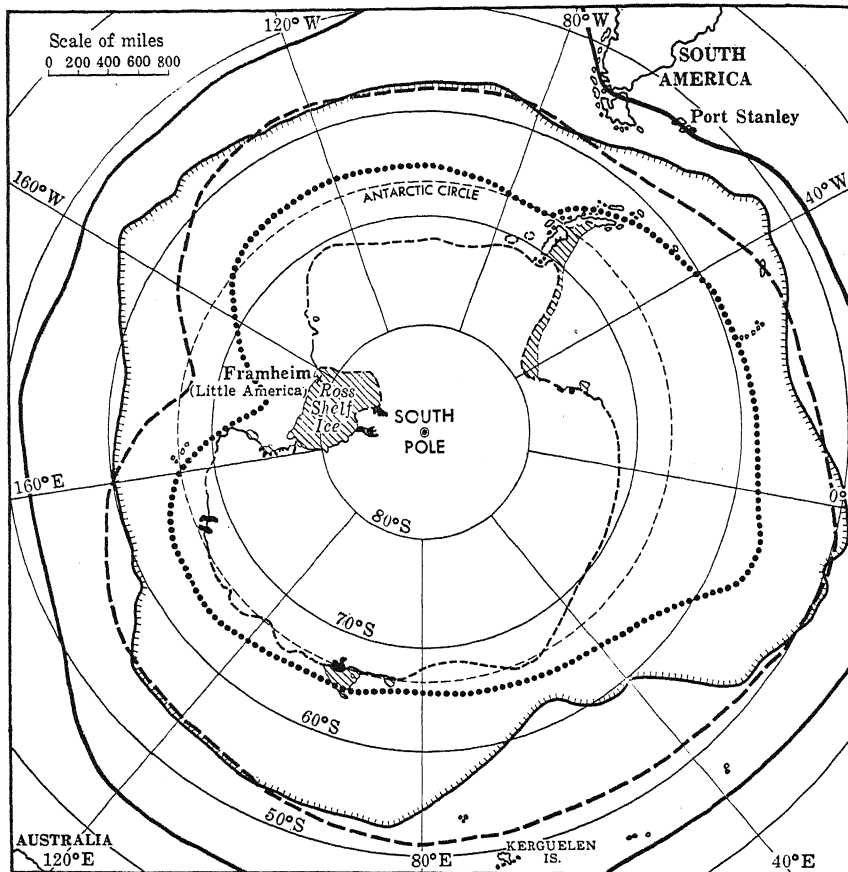 120° W
80° W
Scale of miles
0 200 400 600 800
SOUTH
AMERICA
Port Stanley
160° W
ANTARCTIC CIRCLE
40° W
Framheim
(Little America)
Ross
Shelf
Ice
SOUTH
POLE
160° E
0°
80°S
70°S
60°S
50°S
AUSTRALIA
120°E
80°E
KERGUELEN
IS.
40°E